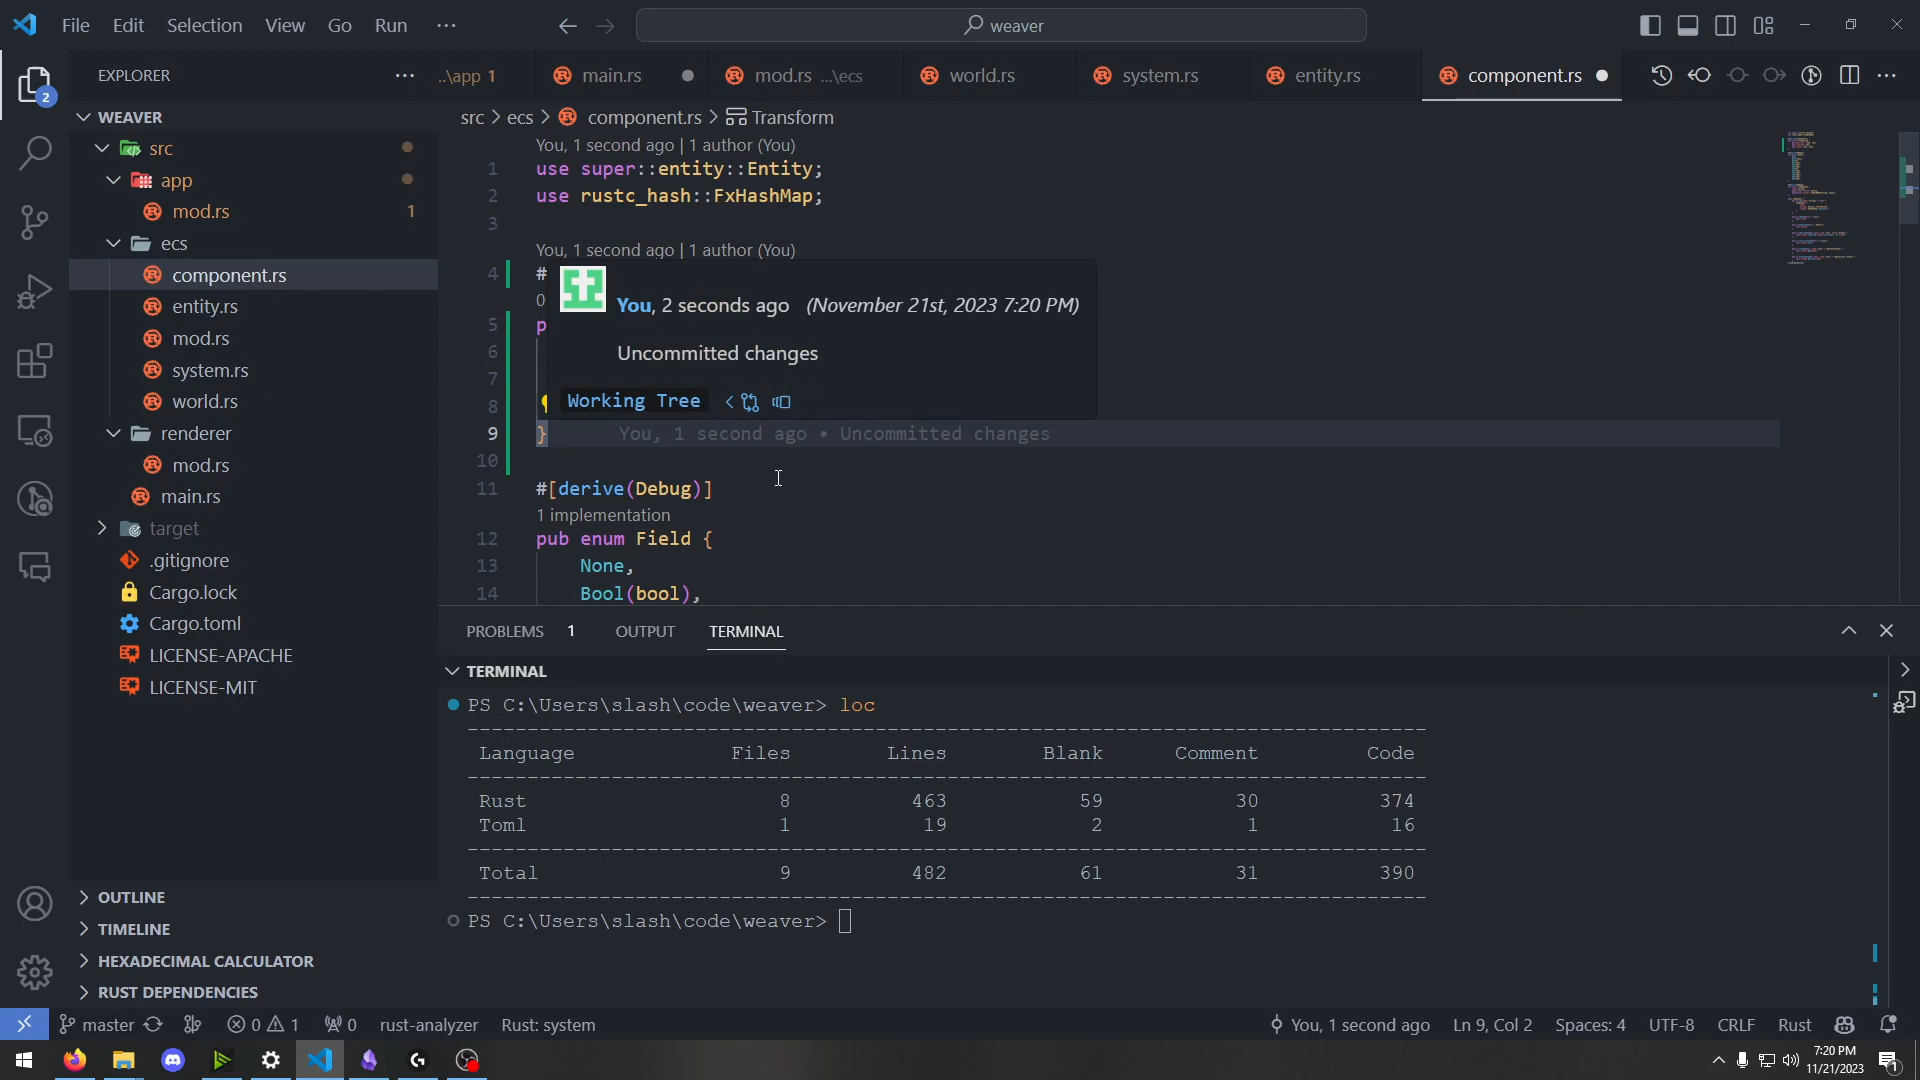 File Edit Selection View Go Run ··· weaver
EXPLORER ··· ..\app 1 main.rs mod.rs ...\ecs world.rs system.rs entity.rs component.rs ···
WEAVER
src > ecs > component.rs > Transform
src
You, 1 second ago | 1 author (You)
app
1 use super::entity::Entity;
mod.rs 1
2 use rustc_hash::FxHashMap;
ecs
3
You, 1 second ago | 1 author (You)
component.rs
4 #
entity.rs
0
You, 2 seconds ago (November 21st, 2023 7:20 PM)
5 p
mod.rs
6
Uncommitted changes
system.rs
7
world.rs
8
Working Tree
renderer
9 } You, 1 second ago • Uncommitted changes
mod.rs
10
main.rs
11 #[derive(Debug)]
1 implementation
target
12 pub enum Field {
.gitignore
13 None,
Cargo.lock
14 Bool(bool),
Cargo.toml
PROBLEMS 1 OUTPUT TERMINAL
LICENSE-APACHE
TERMINAL
LICENSE-MIT
PS C:\Users\slash\code\weaver> loc
--------------------------------------------------------------------------------
Language Files Lines Blank Comment Code
--------------------------------------------------------------------------------
Rust 8 463 59 30 374
Toml 1 19 2 1 16
--------------------------------------------------------------------------------
Total 9 482 61 31 390
--------------------------------------------------------------------------------
PS C:\Users\slash\code\weaver>
OUTLINE
TIMELINE
HEXADECIMAL CALCULATOR
RUST DEPENDENCIES
2
master 0 1 0 rust-analyzer Rust: system You, 1 second ago Ln 9, Col 2 Spaces: 4 UTF-8 CRLF Rust
7:20 PM
11/21/2023
1